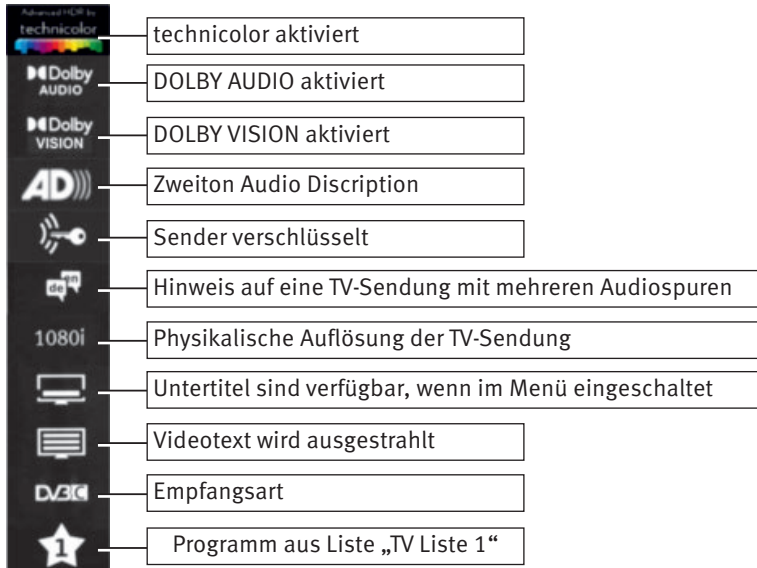 Advanced HDR by
technicolor
technicolor aktiviert
Dolby
AUDIO
DOLBY AUDIO aktiviert
Dolby
VISION
DOLBY VISION aktiviert
AD
Zweiton Audio Discription
Sender verschlüsselt
de en
Hinweis auf eine TV-Sendung mit mehreren Audiospuren
1080i
Physikalische Auflösung der TV-Sendung
Untertitel sind verfügbar, wenn im Menü eingeschaltet
Videotext wird ausgestrahlt
DVB C
Empfangsart
1
Programm aus Liste „TV Liste 1“